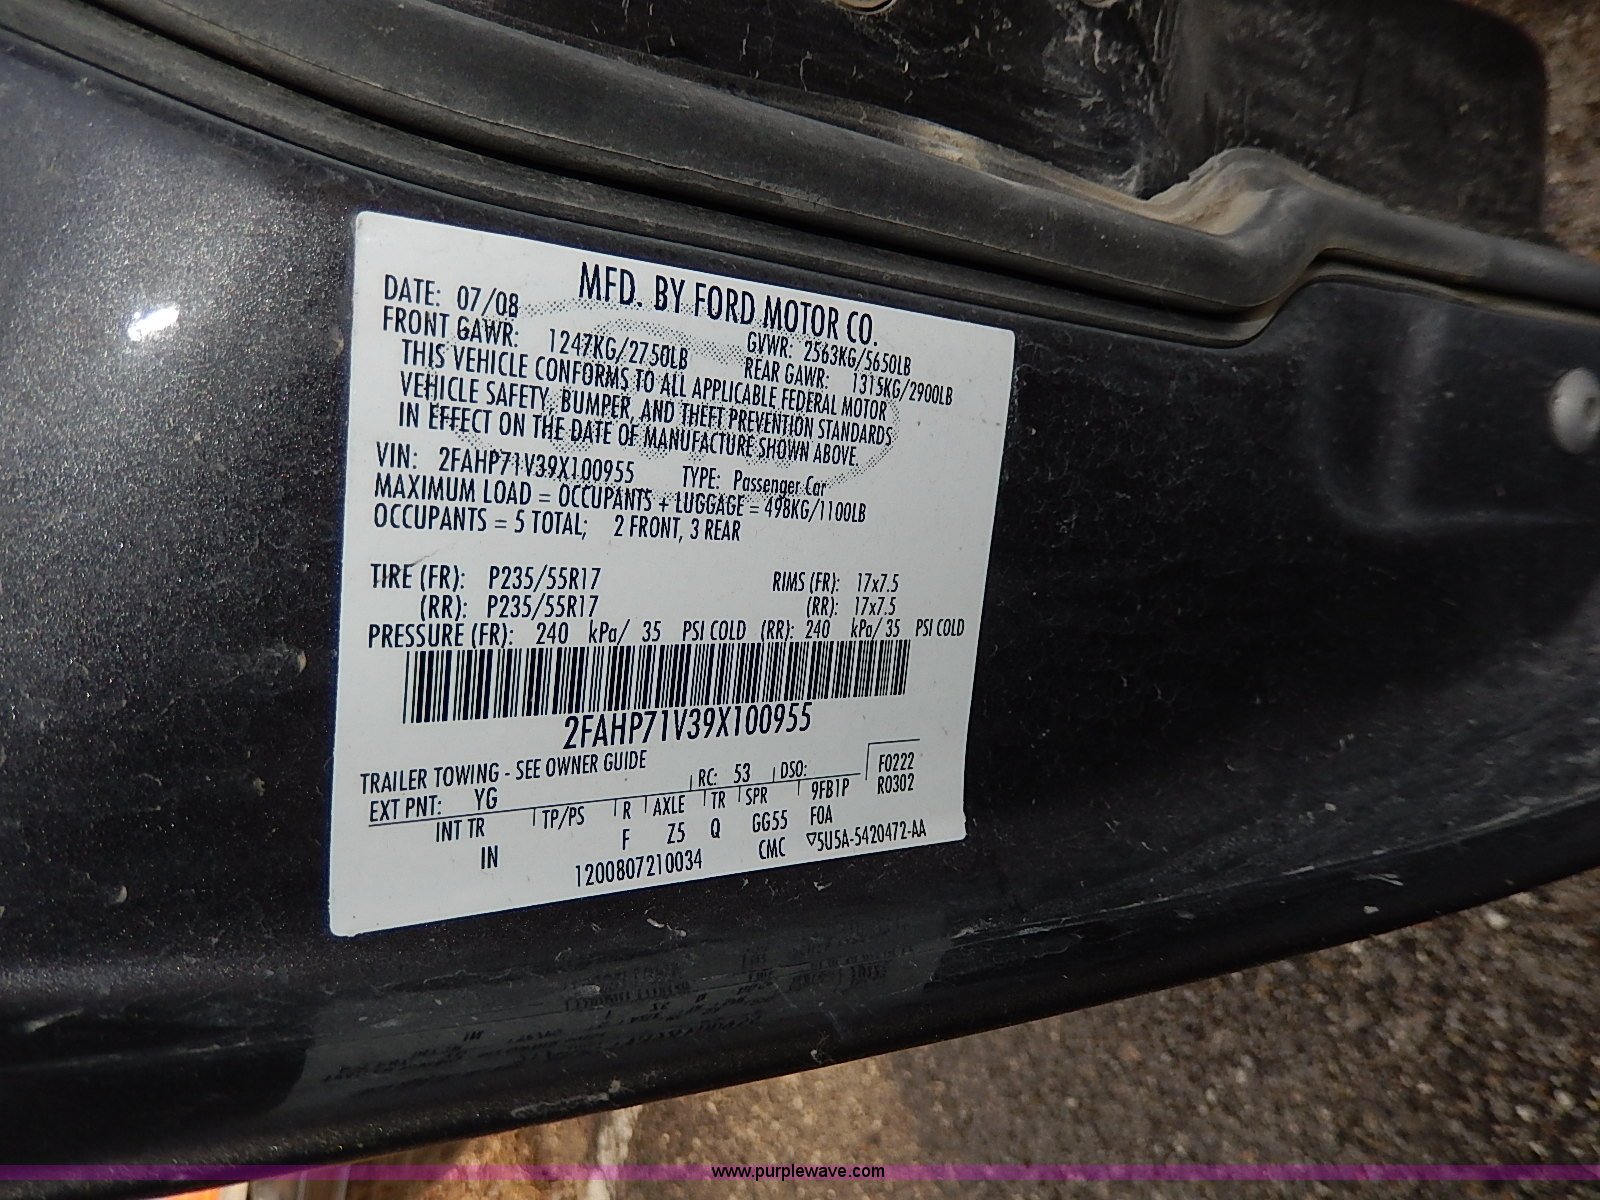 MFD. BY FORD MOTOR CO.
DATE: 07/08 GVWR: 2563KG/5650LB
FRONT GAWR: 1247KG/2750LB REAR GAWR: 1315KG/2900LB
THIS VEHICLE CONFORMS TO ALL APPLICABLE FEDERAL MOTOR
VEHICLE SAFETY, BUMPER, AND THEFT PREVENTION STANDARDS
IN EFFECT ON THE DATE OF MANUFACTURE SHOWN ABOVE.
VIN: 2FAHP71V39X100955 TYPE: Passenger Car
MAXIMUM LOAD = OCCUPANTS + LUGGAGE = 498KG/1100LB
OCCUPANTS = 5 TOTAL; 2 FRONT, 3 REAR
TIRE (FR): P235/55R17 RIMS (FR): 17x7.5
(RR): P235/55R17 (RR): 17x7.5
PRESSURE (FR): 240 kPa/ 35 PSI COLD (RR): 240 kPa/ 35 PSI COLD
2FAHP71V39X100955
TRAILER TOWING - SEE OWNER GUIDE
EXT PNT: YG RC: 53 DSO: F0222
R0302
INT TR TP/PS R AXLE TR SPR 9FB1P
IN F Z5 Q GG55 F0A
1200807210034 CMC ▽5U5A-5420472-AA
www.purplewave.com